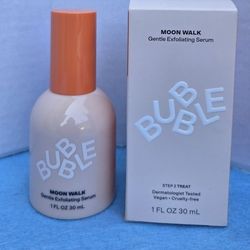 BUBBLE
MOON WALK
Gentle Exfoliating Serum
1 FL OZ 30 mL
MOON WALK
Gentle Exfoliating Serum
BUBBLE
STEP 2 TREAT
Dermatologist Tested
Vegan • Cruelty-free
1 FL OZ 30 mL